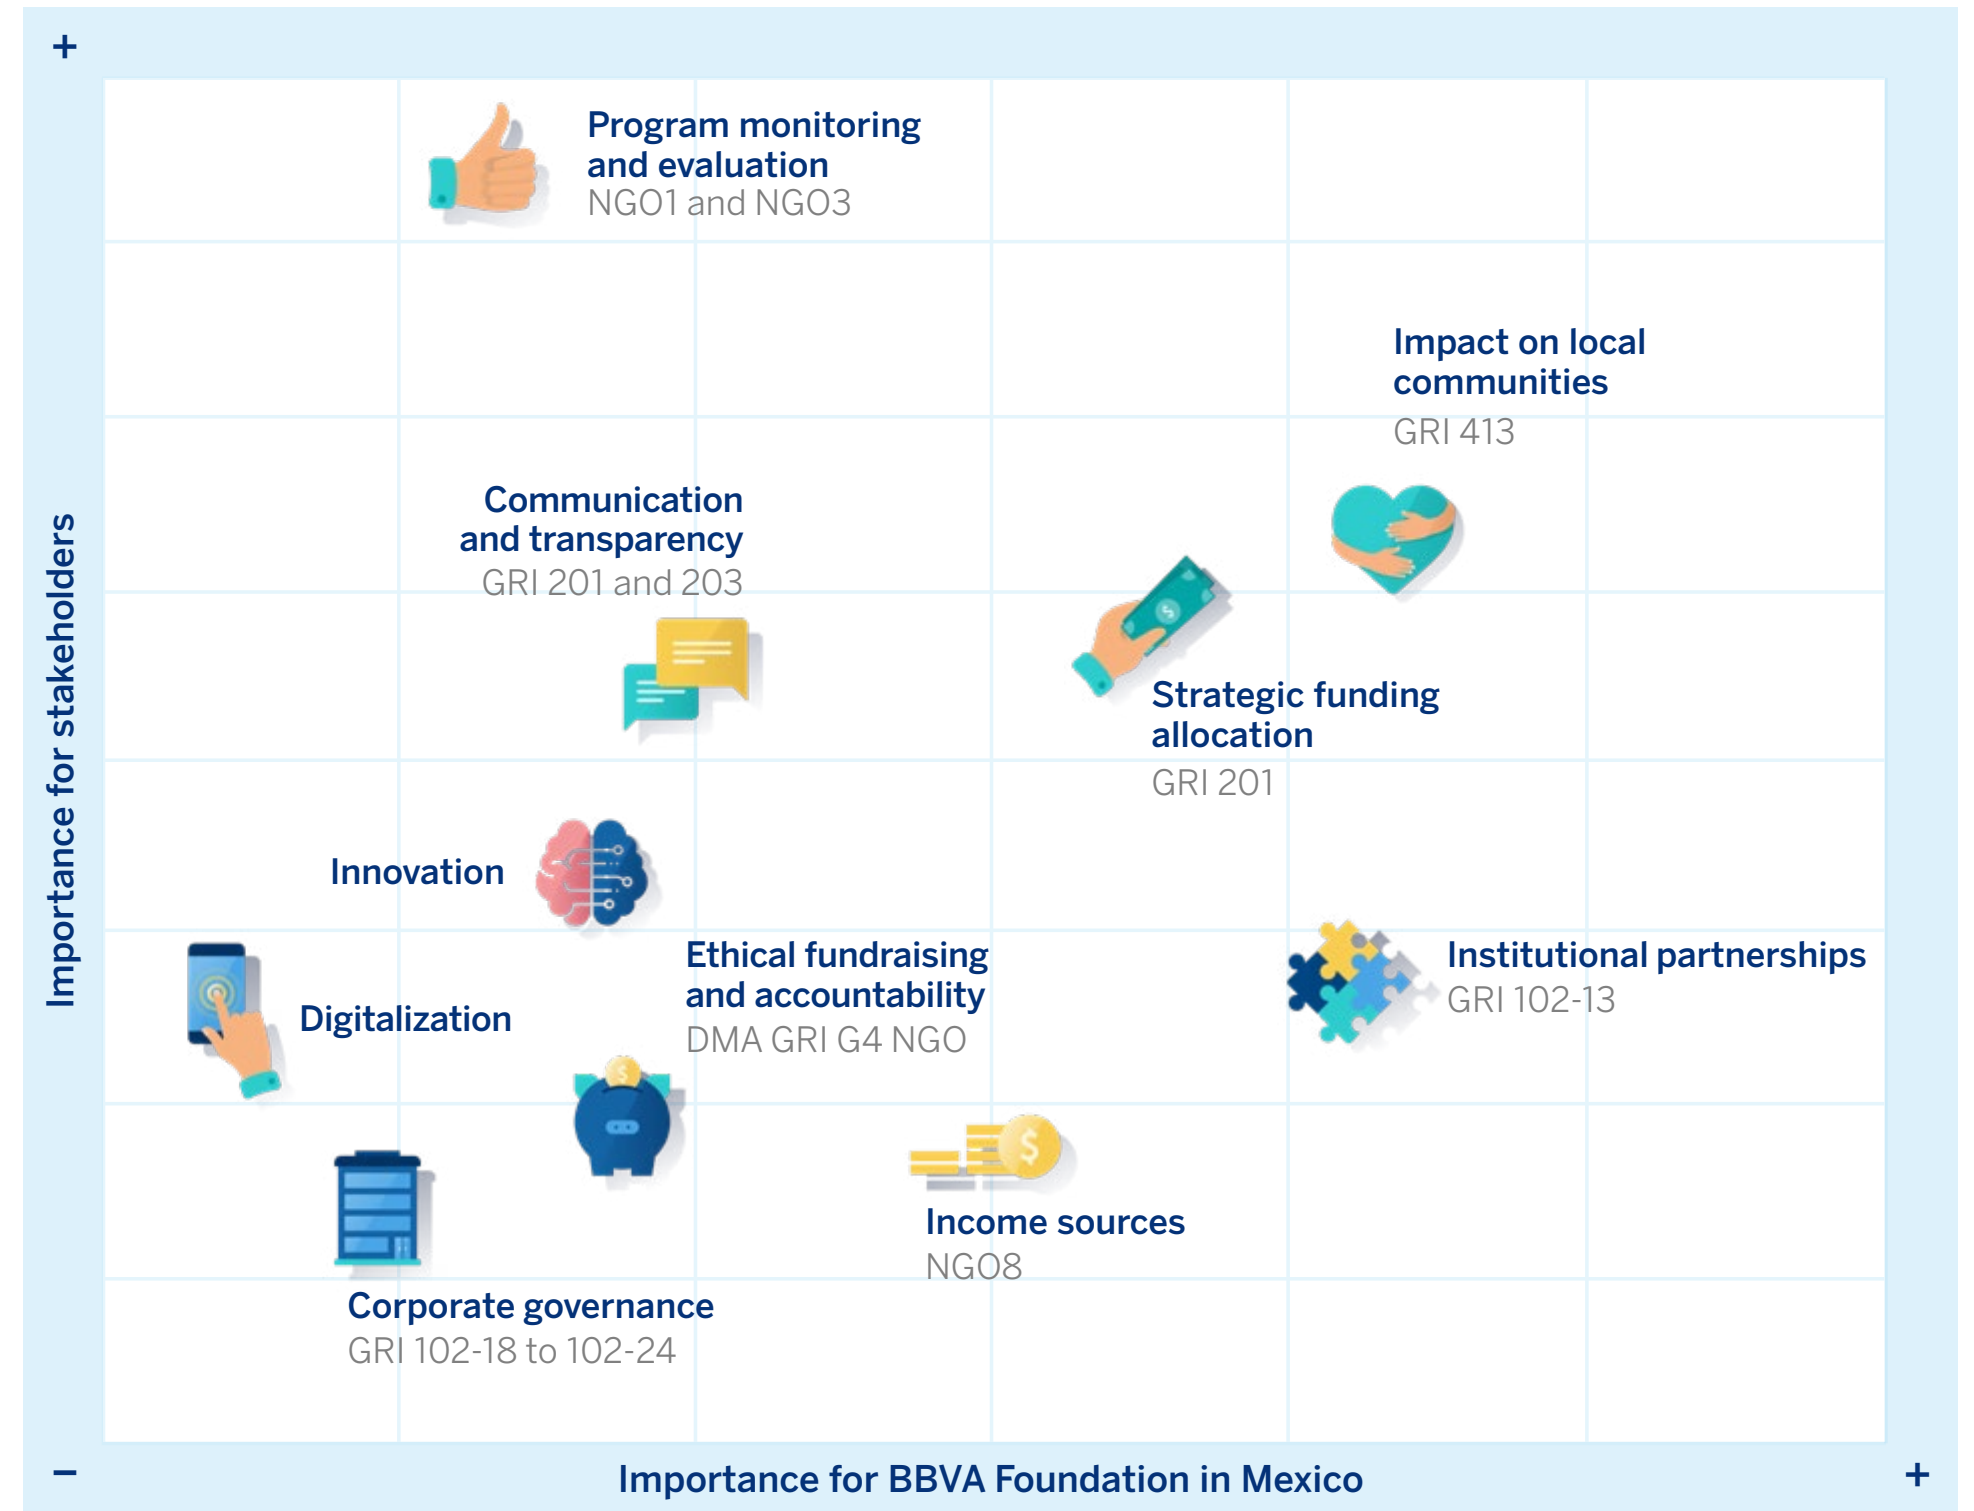 +
Program monitoring
and evaluation
NGO1 and NGO3
Impact on local
communities
GRI 413
Communication
and transparency
GRI 201 and 203
Strategic funding
allocation
GRI 201
Innovation
Ethical fundraising
and accountability
DMA GRI G4 NGO
Institutional partnerships
GRI 102-13
Digitalization
$
$
$
Income sources
NGO8
Corporate governance
GRI 102-18 to 102-24
Importance for stakeholders
–
Importance for BBVA Foundation in Mexico
+